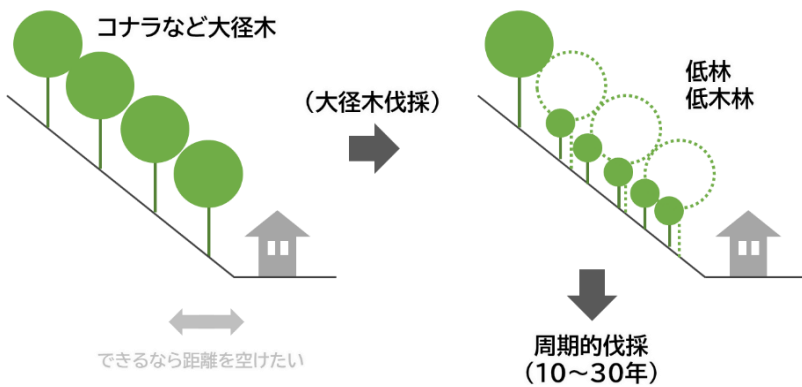 コナラなど大径木
（大径木伐採）
低林
低木林
できるなら距離を空けたい
周期的伐採
（10～30年）